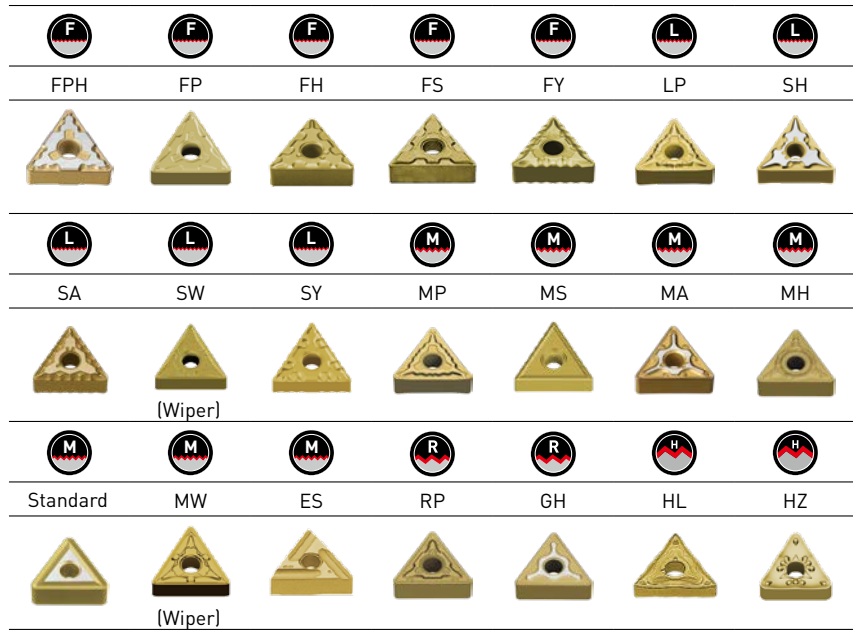 F F F F F L L
FPH FP FH FS FY LP SH
L L L M M M M
SA SW SY MP MS MA MH
(Wiper)
M M M R R H H
Standard MW ES RP GH HL HZ
(Wiper)